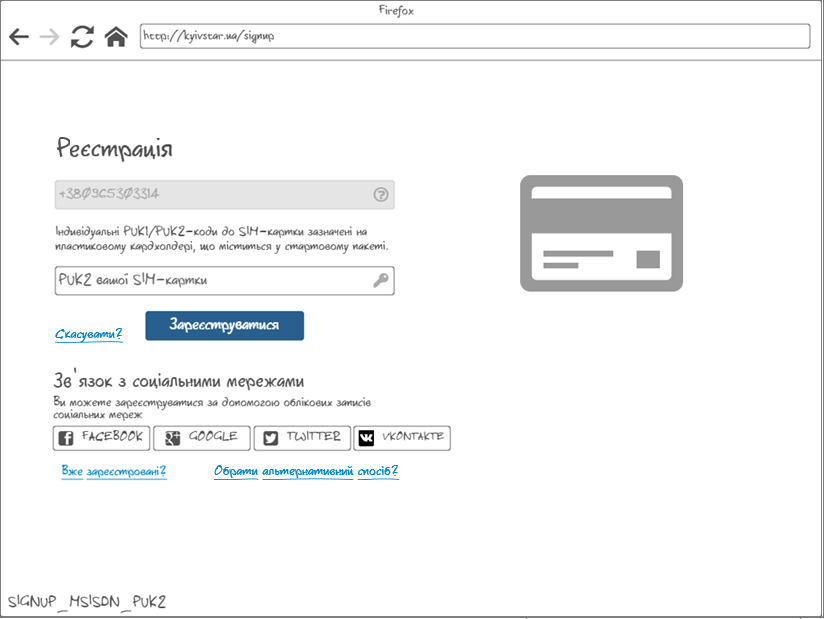 Firefox
http://kyivstar.ua/signup
Реєстрація
+380965303314
Індивідуальні PUK1/PUK2-коди до SIM-картки зазначені на
пластиковому кардхолдері, що міститься у стартовому пакеті.
PUK2 вашої SIM-картки
Скасувати?
Зареєструватися
Зв'язок з соціальними мережами
Ви можете зареєструватися за допомогою облікових записів
соціальних мереж
FACEBOOK
GOOGLE
TWITTER
VKONTAKTE
Вже зареєстровані?
Обрати альтернативний спосіб?
SIGNUP_MSISDN_PUK2